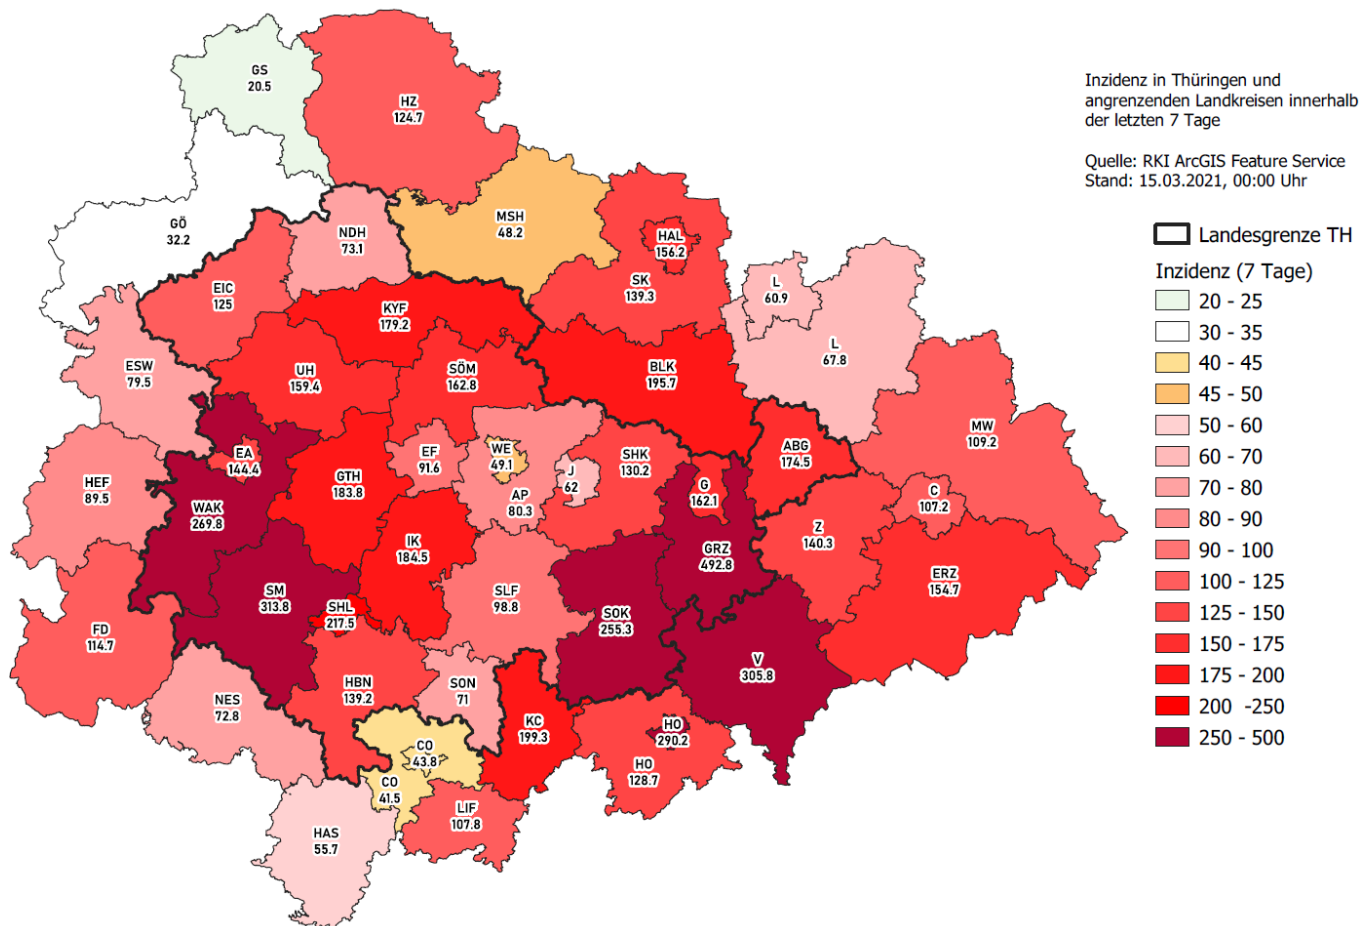 GS
20.5
HZ
124.7
GÖ
32.2
NDH
73.1
MSH
48.2
HAL
156.2
SK
139.3
EIC
125
KYF
179.2
L
60.9
L
67.8
ESW
79.5
UH
159.4
SÖM
162.8
BLK
195.7
MW
109.2
EA
144.4
EF
91.6
WE
49.1
SHK
130.2
ABG
174.5
HEF
89.5
GTH
183.8
AP
80.3
J
62
G
162.1
C
107.2
WAK
269.8
IK
184.5
GRZ
492.8
Z
140.3
SM
313.8
SHL
217.5
SLF
98.8
SOK
255.3
ERZ
154.7
FD
114.7
V
305.8
NES
72.8
HBN
139.2
SON
71
KC
199.3
HO
290.2
HO
128.7
CO
43.8
CO
41.5
LIF
107.8
HAS
55.7
Inzidenz in Thüringen und
angrenzenden Landkreisen innerhalb
der letzten 7 Tage
Quelle: RKI ArcGIS Feature Service
Stand: 15.03.2021, 00:00 Uhr
Landesgrenze TH
Inzidenz (7 Tage)
20 - 25
30 - 35
40 - 45
45 - 50
50 - 60
60 - 70
70 - 80
80 - 90
90 - 100
100 - 125
125 - 150
150 - 175
175 - 200
200 -250
250 - 500